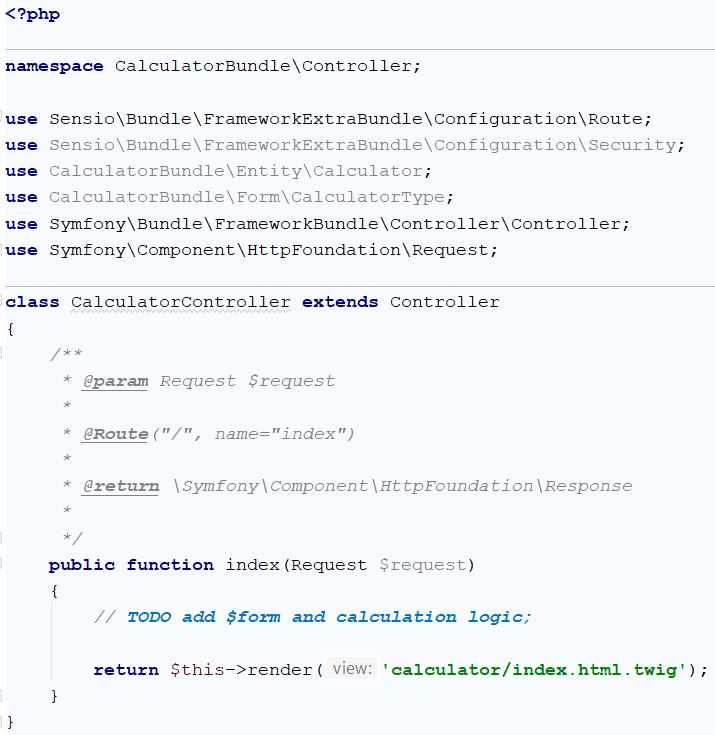 <?php
namespace CalculatorBundle\Controller;
use Sensio\Bundle\FrameworkExtraBundle\Configuration\Route;
use Sensio\Bundle\FrameworkExtraBundle\Configuration\Security;
use CalculatorBundle\Entity\Calculator;
use CalculatorBundle\Form\CalculatorType;
use Symfony\Bundle\FrameworkBundle\Controller\Controller;
use Symfony\Component\HttpFoundation\Request;
class CalculatorController extends Controller
{
    /**
     * @param Request $request
     *
     * @Route("/", name="index")
     *
     * @return \Symfony\Component\HttpFoundation\Response
     *
     */
    public function index(Request $request)
    {
        // TODO add $form and calculation logic;
        return $this->render( view: 'calculator/index.html.twig');
    }
}